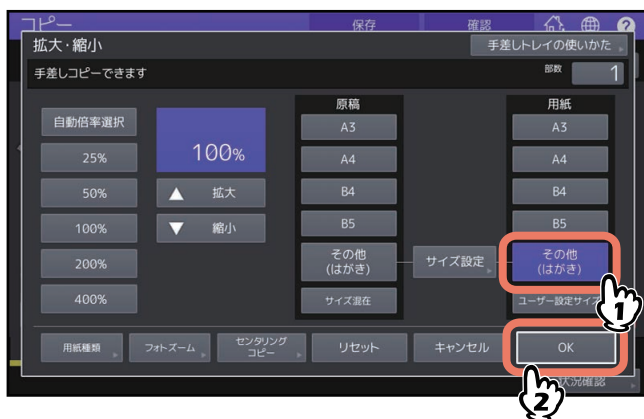 コピー
保存
確認
?
拡大・縮小
手差しトレイの使いかた
手差しコピーできます
部数
1
原稿
用紙
自動倍率選択
100%
25%
50%
100%
200%
400%
拡大
縮小
A3
A4
B4
B5
その他
(はがき)
サイズ混在
サイズ設定
A3
A4
B4
B5
その他
(はがき)
ユーザー設定サイズ
1
用紙種類
フォトズーム
センタリング
コピー
リセット
キャンセル
OK
2
状況確認